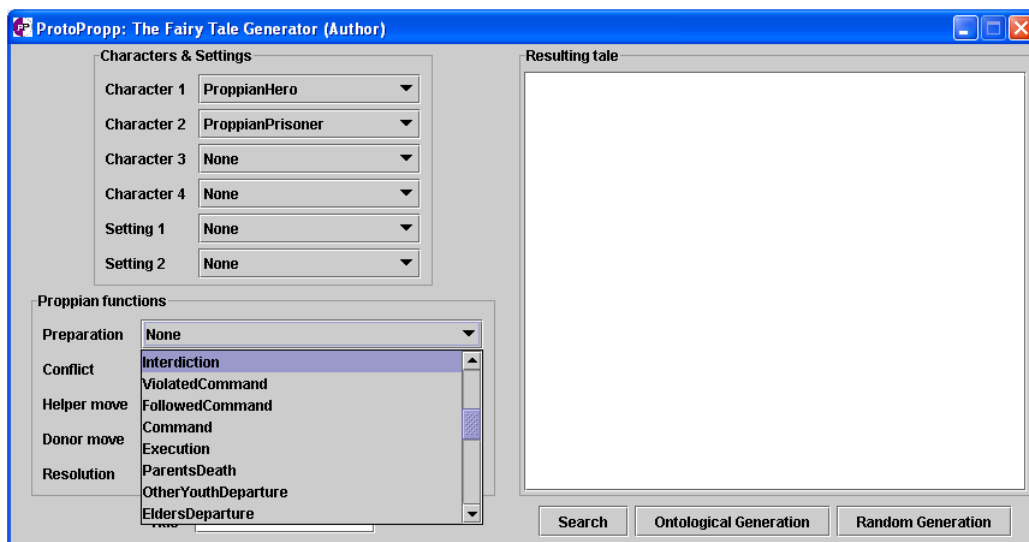 ProtoPropp: The Fairy Tale Generator (Author)
Characters & Settings
Character 1 ProppianHero
Character 2 ProppianPrisoner
Character 3 None
Character 4 None
Setting 1 None
Setting 2 None
Proppian functions
Preparation None
Conflict
Helper move
Donor move
Resolution
Interdiction
ViolatedCommand
FollowedCommand
Command
Execution
ParentsDeath
OtherYouthDeparture
EldersDeparture
Resulting tale
Search Ontological Generation Random Generation